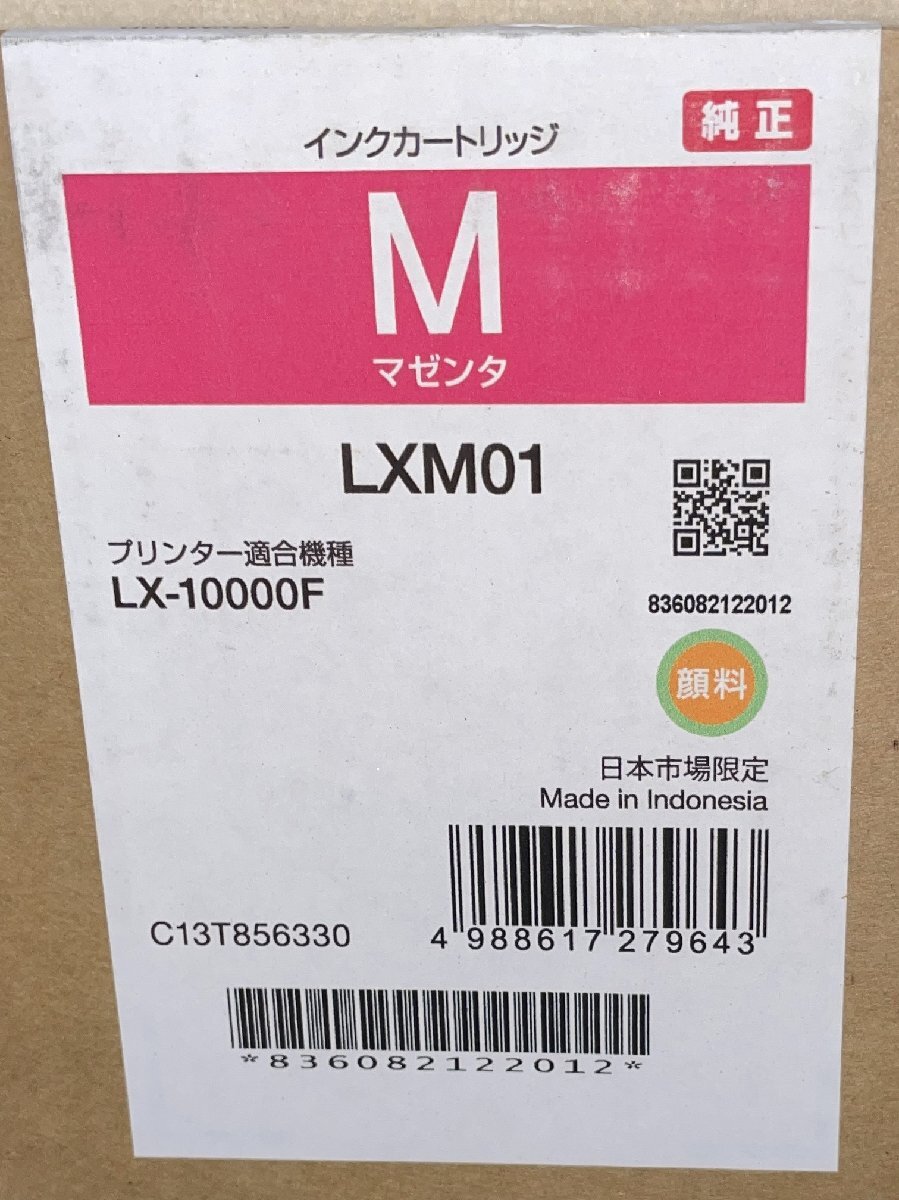 純正
インクカートリッジ
M
マゼンタ
LXM01
プリンター適合機種
LX-10000F
836082122012
顔料
日本市場限定
Made in Indonesia
C13T856330
4 988617 279643
*836082122012*